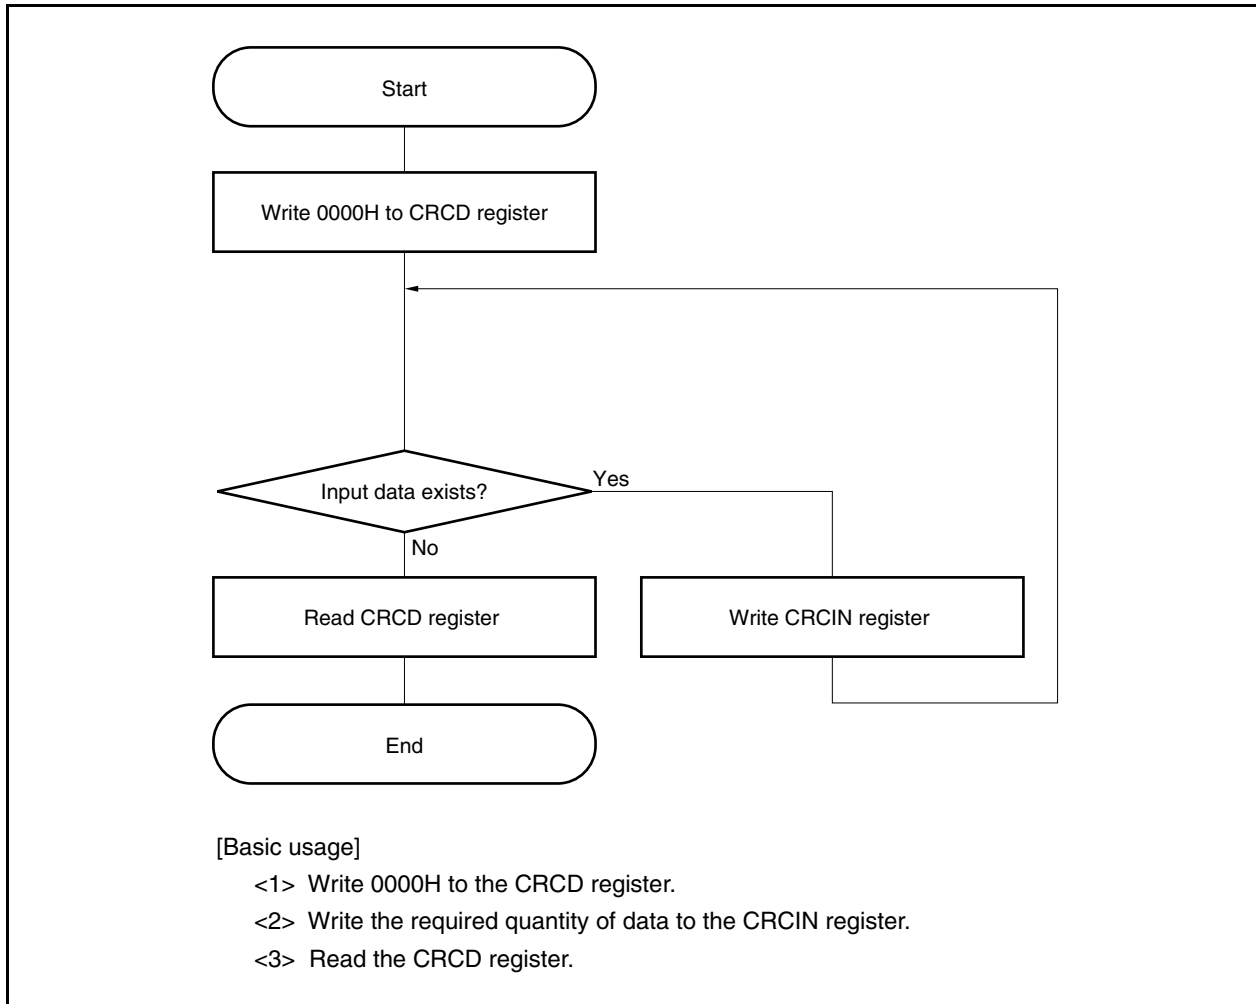 Start
Write 0000H to CRCD register
Input data exists?
Yes
No
Read CRCD register
Write CRCIN register
End
[Basic usage]
<1> Write 0000H to the CRCD register.
<2> Write the required quantity of data to the CRCIN register.
<3> Read the CRCD register.